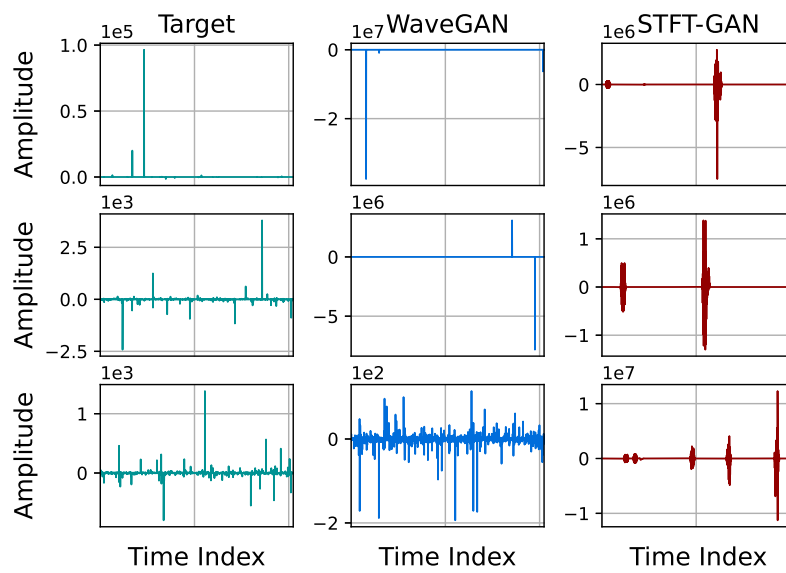 Target WaveGAN STFT-GAN
1e5 1e7 1e6
Amplitude 1.0 0.5 0.0
0 −2
0 −5
1e3 1e6 1e6
Amplitude 2.5 0.0 −2.5
0 −5
1 0 −1
1e3 1e2 1e7
Amplitude 1 0
0 −2
1 0 −1
Time Index Time Index Time Index